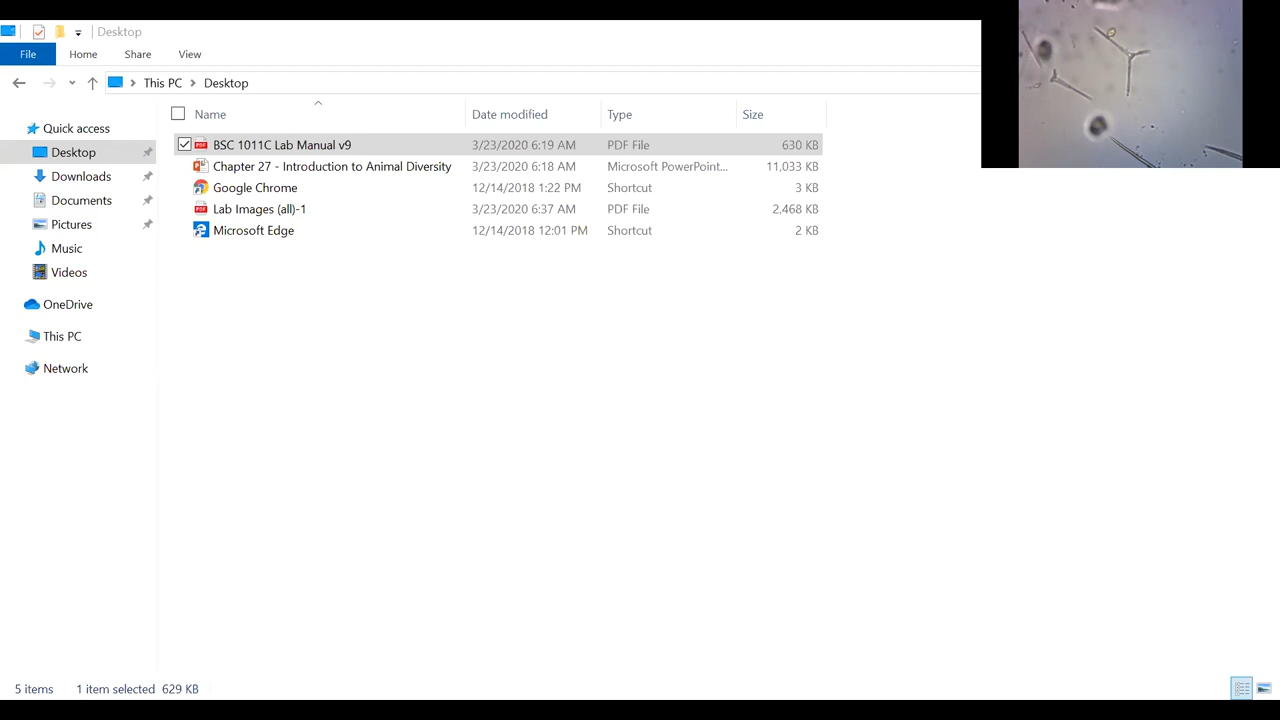 Desktop
File Home Share View
This PC Desktop
Name Date modified Type Size
Quick access
Desktop
Downloads
Documents
Pictures
Music
Videos
OneDrive
This PC
Network
BSC 1011C Lab Manual v9 3/23/2020 6:19 AM PDF File 630 KB
Chapter 27 - Introduction to Animal Diversity 3/23/2020 6:18 AM Microsoft PowerPoint... 11,033 KB
Google Chrome 12/14/2018 1:22 PM Shortcut 3 KB
Lab Images (all)-1 3/23/2020 6:37 AM PDF File 2,468 KB
Microsoft Edge 12/14/2018 12:01 PM Shortcut 2 KB
5 items 1 item selected 629 KB